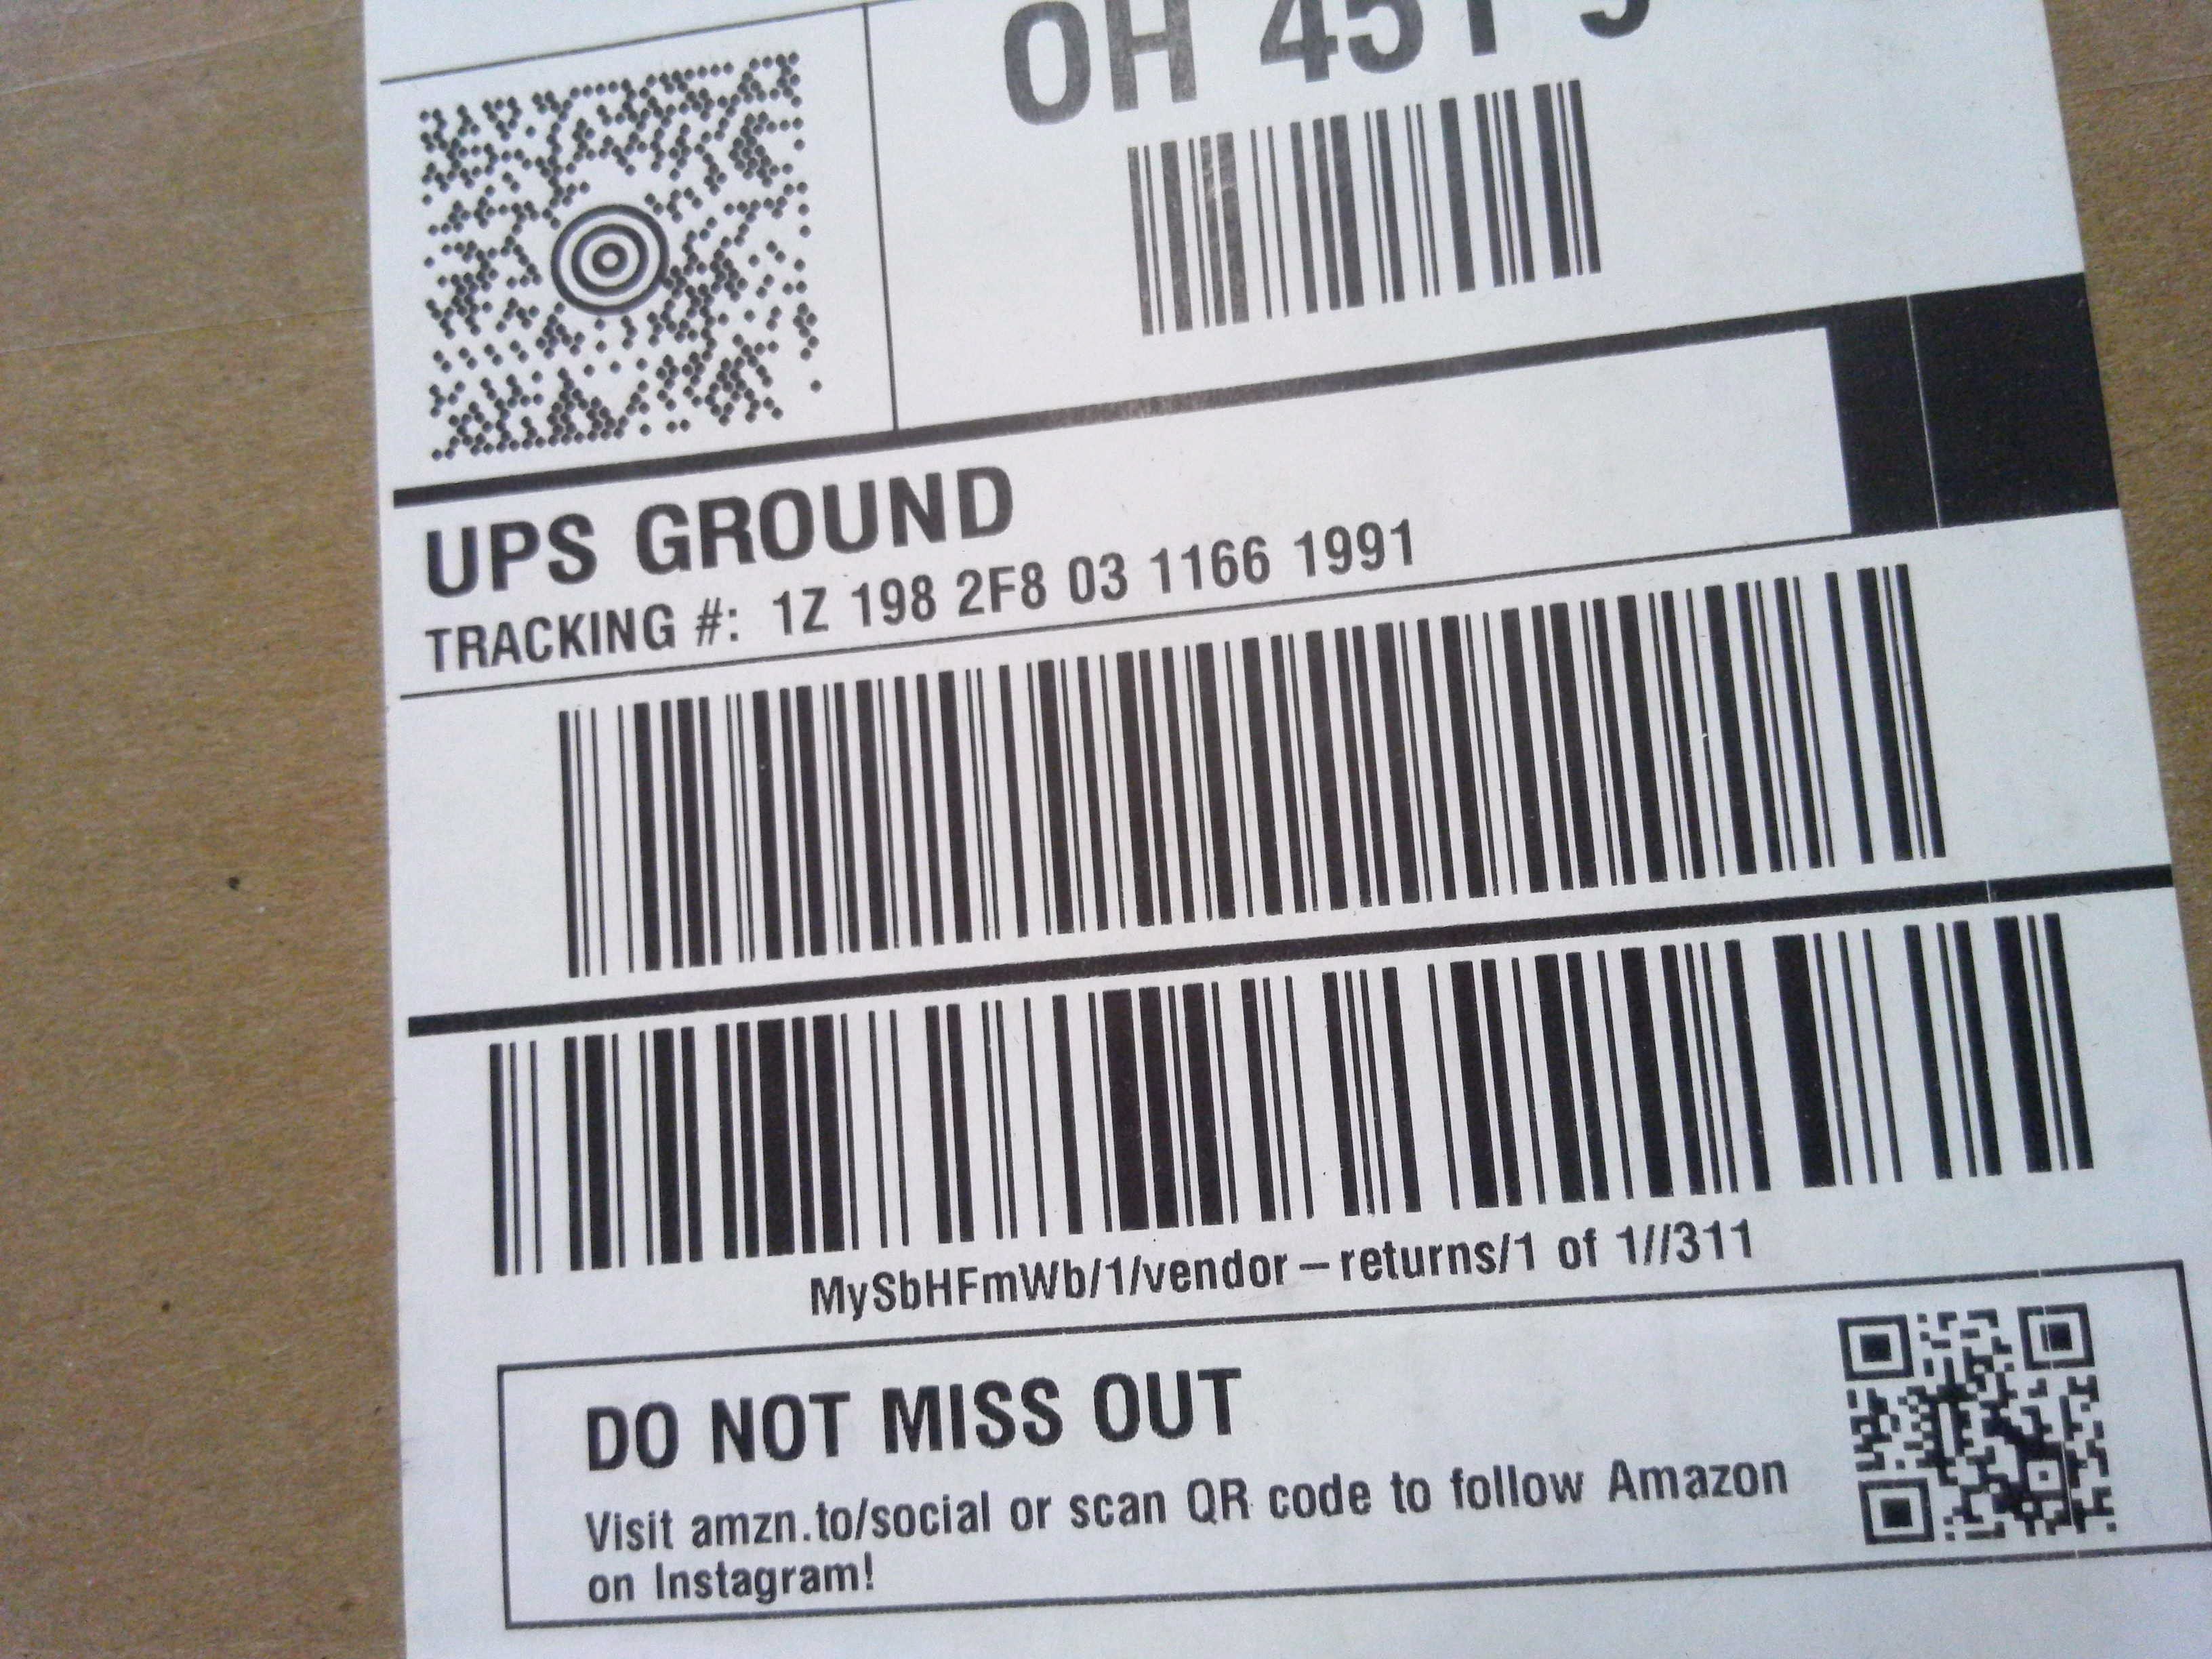 OH 451
UPS GROUND
TRACKING #: 1Z 198 2F8 03 1166 1991
MySbHFmWb/1/vendor-returns/1 of 1//311
DO NOT MISS OUT
Visit amzn.to/social or scan QR code to follow Amazon
on Instagram!